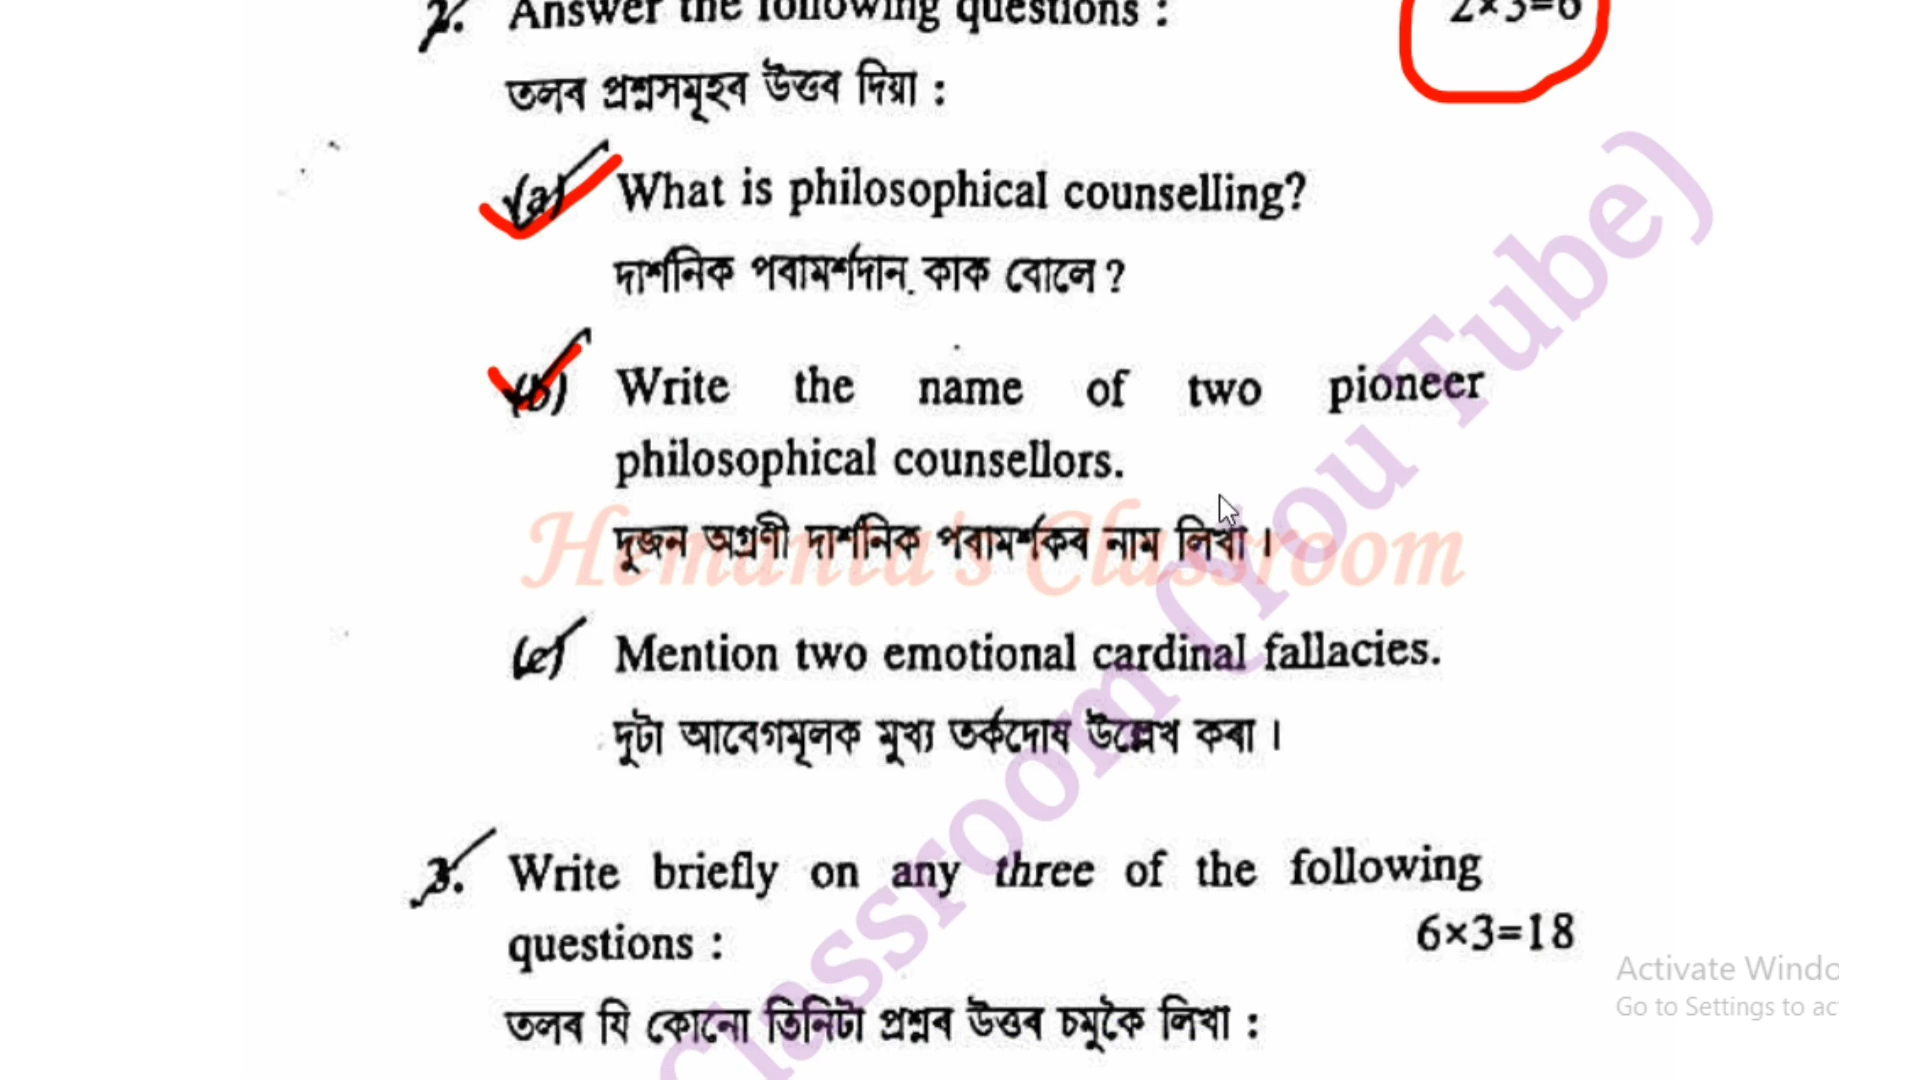 2. Answer the following questions : 2×3=6
তলৰ প্ৰশ্নসমূহৰ উত্তৰ দিয়া :
(a) What is philosophical counselling?
দাৰ্শনিক পৰামৰ্শদান কাক বোলে ?
(b) Write the name of two pioneer
philosophical counsellors.
দুজন অগ্ৰণী দাৰ্শনিক পৰামৰ্শকৰ নাম লিখা ।
Hemanta's Classroom
(c) Mention two emotional cardinal fallacies.
দুটা আবেগমূলক মুখ্য তৰ্কদোষ উল্লেখ কৰা ।
3. Write briefly on any three of the following
questions : 6×3=18
তলৰ যি কোনো তিনিটা প্ৰশ্নৰ উত্তৰ চমুকৈ লিখা :
Classroom (You Tube)
Activate Windo
Go to Settings to ac